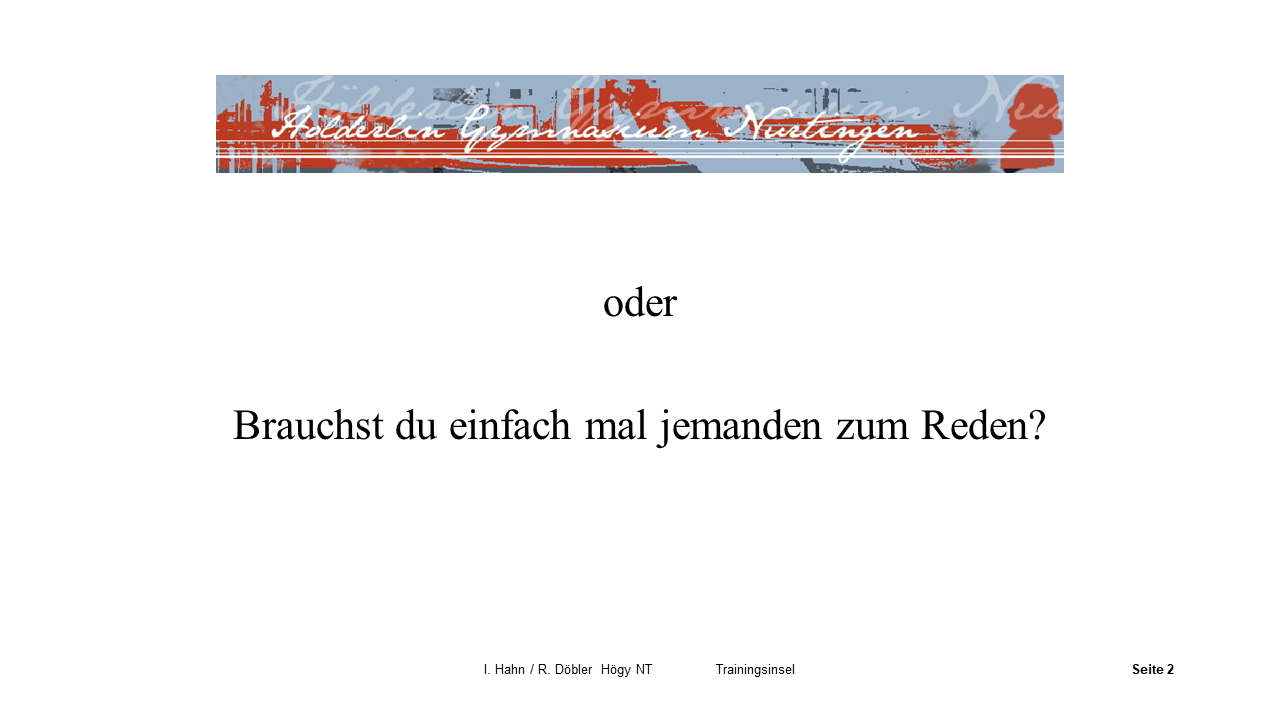 Hölderlin Gymnasium Nürtingen
oder
Brauchst du einfach mal jemanden zum Reden?
I. Hahn / R. Döbler Högy NT Trainingsinsel Seite 2